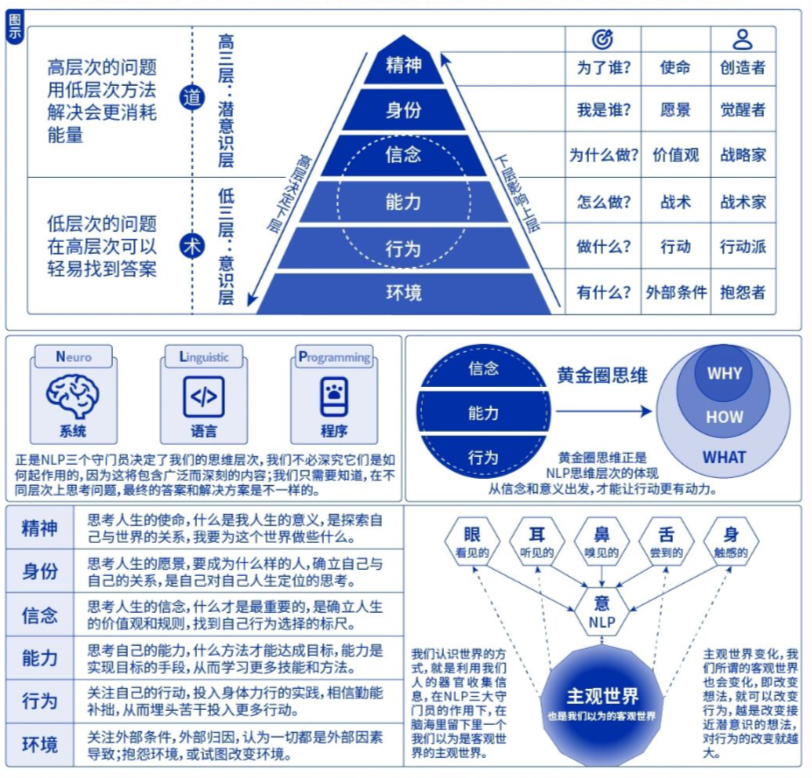 图示
高层次的问题
用低层次方法
解决会更消耗
能量
道
高三层：潜意识层
低层次的问题
在高层次可以
轻易找到答案
术
低三层：意识层
高层决定下层
下层影响上层
精神
身份
信念
能力
行为
环境
为了谁？ 使命 创造者
我是谁？ 愿景 觉醒者
为什么做？ 价值观 战略家
怎么做？ 战术 战术家
做什么？ 行动 行动派
有什么？ 外部条件 抱怨者
Neuro
系统
Linguistic
语言
Programming
程序
正是NLP三个守门员决定了我们的思维层次，我们不必深究它们是如
何起作用的，因为这将包含广泛而深刻的内容；我们只需要知道，在不
同层次上思考问题，最终的答案和解决方案是不一样的。
信念
能力
行为
黄金圈思维
WHY
HOW
WHAT
黄金圈思维正是
NLP思维层次的体现
从信念和意义出发，才能让行动更有动力。
精神
思考人生的使命，什么是我人生的意义，是探索自
己与世界的关系，我要为这个世界做些什么。
身份
思考人生的愿景，要成为什么样的人，确立自己与
自己的关系，是自己对自己人生定位的思考。
信念
思考人生的信念，什么才是最重要的，是确立人生
的价值观和规则，找到自己行为选择的标尺。
能力
思考自己的能力，什么方法才能达成目标，能力是
实现目标的手段，从而学习更多技能和方法。
行为
关注自己的行动，投入身体力行的实践，相信勤能
补拙，从而埋头苦干投入更多行动。
环境
关注外部条件，外部归因，认为一切都是外部因素
导致；抱怨环境，或试图改变环境。
眼
看见的
耳
听见的
鼻
嗅见的
舌
尝到的
身
触感的
意
NLP
我们认识世界的方
式，就是利用我们
人的器官收集信
息，在NLP三大守
门员的作用下，在
脑海里留下里一个
我们以为是客观世
界的主观世界。
主观世界
也是我们以为的客观世界
主观世界变化，我
们所谓的客观世界
也会变化，即改变
想法，就可以改变
行为，越是改变接
近潜意识的想法，
对行为的改变就越
大。